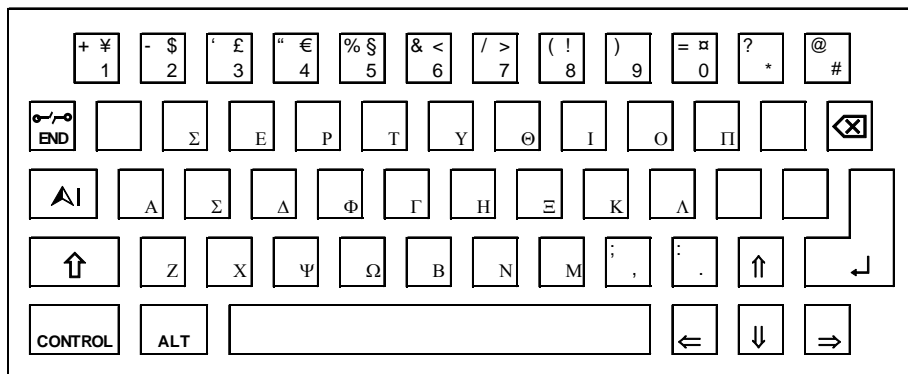 + ¥ - $ ‘ £ “ € % § & < / > ( ! ) = ¤ ? @
1 2 3 4 5 6 7 8 9 0 * #
END Σ Ε Ρ Τ Υ Θ Ι Ο Π
Α Σ Δ Φ Γ Η Ξ Κ Λ
; :
Ζ Χ Ψ Ω Β Ν Μ , .
CONTROL ALT